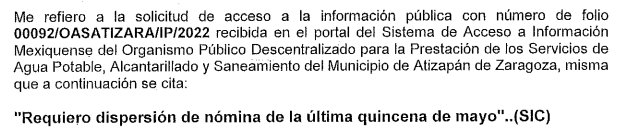 Me refiero a la solicitud de acceso a la información pública con número de folio
00092/OASATIZARA/IP/2022 recibida en el portal del Sistema de Acceso a Información
Mexiquense del Organismo Público Descentralizado para la Prestación de los Servicios de
Agua Potable, Alcantarillado y Saneamiento del Municipio de Atizapán de Zaragoza, misma
que a continuación se cita:
"Requiero dispersión de nómina de la última quincena de mayo"..(SIC)